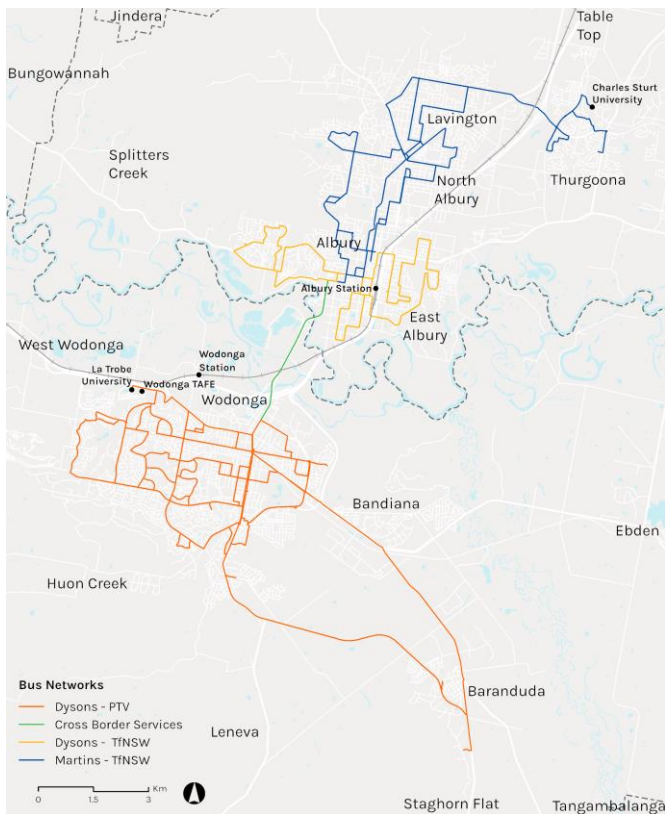 Jindera
Table
Top
Bungowannah
Charles Sturt
University
Lavington
Splitters
Creek
North
Albury
Thurgoona
Albury
Albury Station
East
Albury
West Wodonga
Wodonga
Station
La Trobe
University
Wodonga TAFE
Wodonga
Bandiana
Ebden
Huon Creek
Bus Networks
Dysons - PTV
Cross Border Services
Dysons - TfNSW
Martins - TfNSW
Baranduda
Leneva
Km
0 1.5 3
Staghorn Flat
Tangambalanga